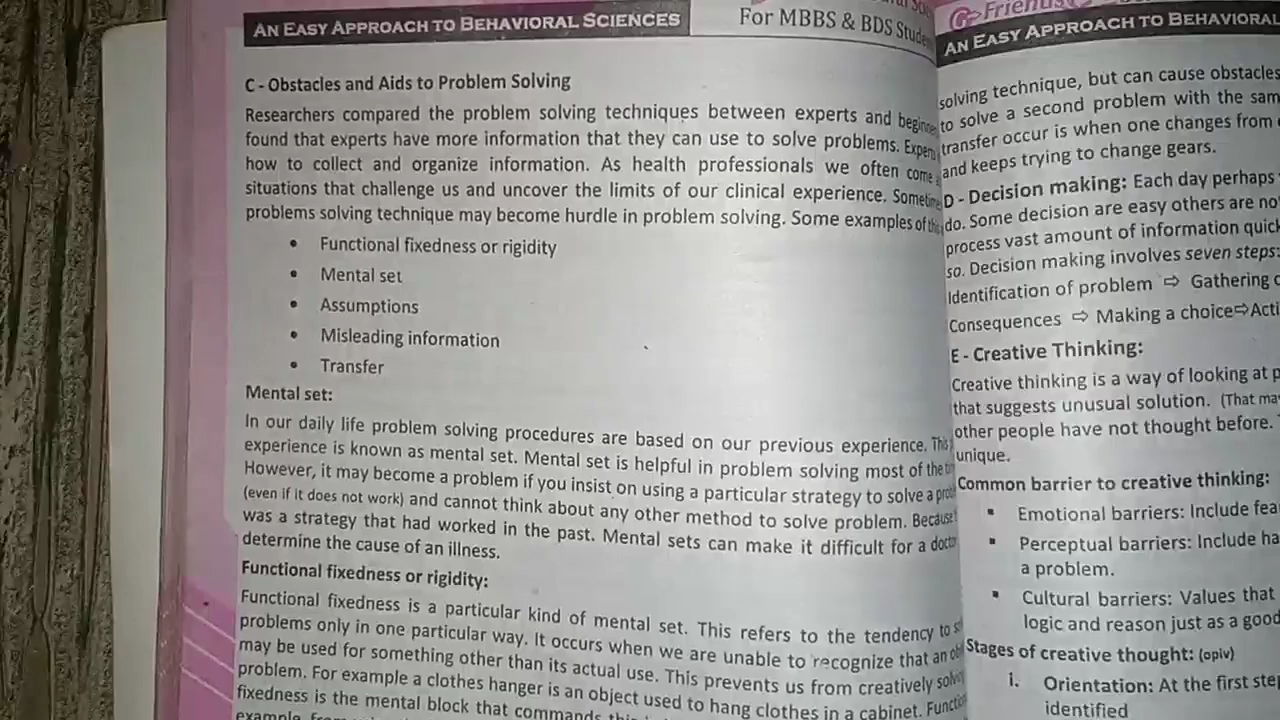 AN EASY APPROACH TO BEHAVIORAL SCIENCES
For MBBS & BDS
C - Obstacles and Aids to Problem Solving
Researchers compared the problem solving techniques between experts and
found that experts have more information that they can use to solve problems.
how to collect and organize information. As health professionals we often come
situations that challenge us and uncover the limits of our clinical experience.
problems solving technique may become hurdle in problem solving. Some examples of
• Functional fixedness or rigidity
• Mental set
• Assumptions
• Misleading information
• Transfer
Mental set:
In our daily life problem solving procedures are based on our previous experience. This
experience is known as mental set. Mental set is helpful in problem solving most of the
However, it may become a problem if you insist on using a particular strategy to solve a
(even if it does not work) and cannot think about any other method to solve problem. Because
was a strategy that had worked in the past. Mental sets can make it difficult for a
determine the cause of an illness.
Functional fixedness or rigidity:
Functional fixedness is a particular kind of mental set. This refers to the tendency to
problems only in one particular way. It occurs when we are unable to recognize that an
may be used for something other than its actual use. This prevents us from creatively
problem. For example a clothes hanger is an object used to hang clothes in a cabinet.
fixedness is the mental block that commands
AN EASY APPROACH TO BEHAVIORAL
solving technique, but can cause obstacles
to solve a second problem with the
transfer occur is when one changes from
and keeps trying to change gears.
D - Decision making: Each day perhaps
do. Some decision are easy others are
process vast amount of information
so. Decision making involves seven steps:
Identification of problem ⇨ Gathering
Consequences ⇨ Making a choice⇨
E - Creative Thinking:
Creative thinking is a way of looking at
that suggests unusual solution. (That
other people have not thought before.
unique.
Common barrier to creative thinking:
▪ Emotional barriers: Include
▪ Perceptual barriers: Include
a problem.
▪ Cultural barriers: Values that
logic and reason just as a good
Stages of creative thought: (opiv)
i. Orientation: At the first
identified